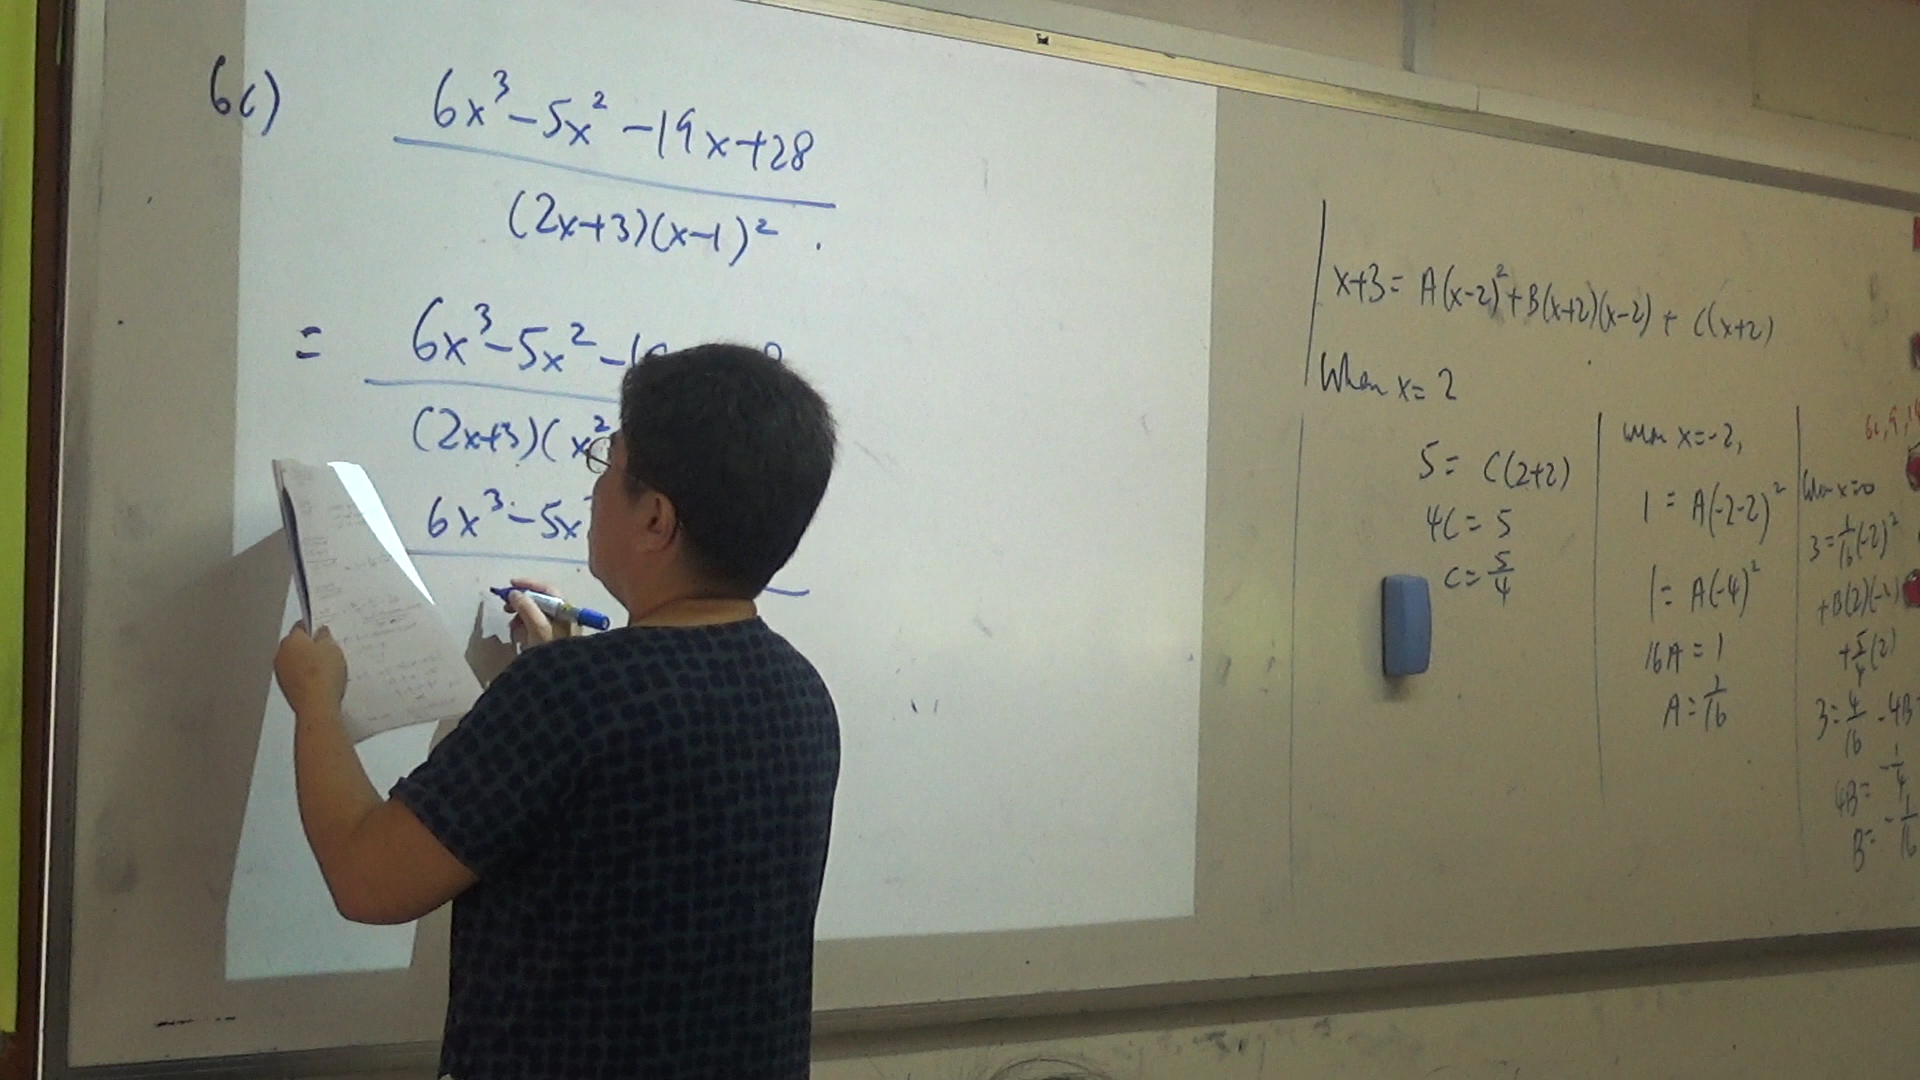 6c)
6x³-5x²-19x+28
(2x+3)(x-1)².
= 6x³-5x²-
(2x+3)(x²
6x³-5x
x+3= A(x-2)²+B(x+2)(x-2) + C(x+2)
When x= 2
5= C(2+2)
4C= 5
C= 5/4
when x=-2,
1 = A(-2-2)²
1= A(-4)²
16A = 1
A= 1/16
When x=0
3=1/16(-2)²
+B(2)(-2)
+5/4(2)
3=4/16 -4B
4B=
B= -1/16